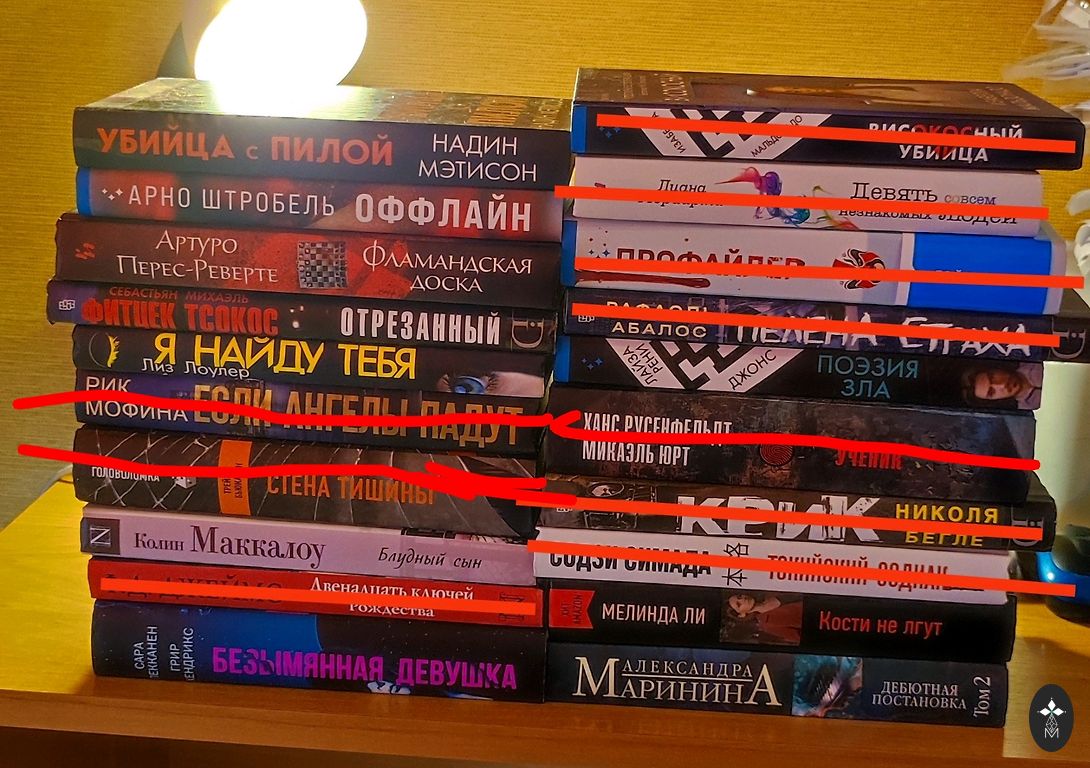 УБИЙЦА с ПИЛОЙ
НАДИН
МЭТИСОН
АРНО ШТРОБЕЛЬ ОФФЛАЙН
АРТУРО
ПЕРЕС-РЕВЕРТЕ
ФЛАМАНДСКАЯ
ДОСКА
СЕБАСТЬЯН МИХАЭЛЬ
ФИТЦЕК ТСОКОС
ОТРЕЗАННЫЙ
Я НАЙДУ ТЕБЯ
Лиз Лоулер
РИК
МОФИНА
ЕСЛИ АНГЕЛЫ ПАДУТ
ГОЛОВОЛОМКА
СТЕНА ТИШИНЫ
Колин Маккалоу
Блудный сын
Двенадцать ключей
Рождества
САРА
ГРИР
БЕЗЫМЯННАЯ ДЕВУШКА
ВИСОКОСНЫЙ
УБИЙЦА
Лиана
Девять совсем
незнакомых людей
ПРОФАЙЛЕР
РАФАЭЛЬ
АБАЛОС
ПЕЛЕНА СТРАХА
ЛАЙЗА
РЕНИ
ДЖОНС
ПОЭЗИЯ
ЗЛА
ХАНС РУСЕНФЕЛЬДТ
МИКАЭЛЬ ЮРТ
УЧЕНИК
КРИК
НИКОЛЯ
БЕГЛЕ
СОДЗИ СИМАДА
ТОКИЙСКИЙ ЗОДИАК
МЕЛИНДА ЛИ
Кости не лгут
АЛЕКСАНДРА
МАРИНИНА
ДЕБЮТНАЯ
ПОСТАНОВКА
Том 2